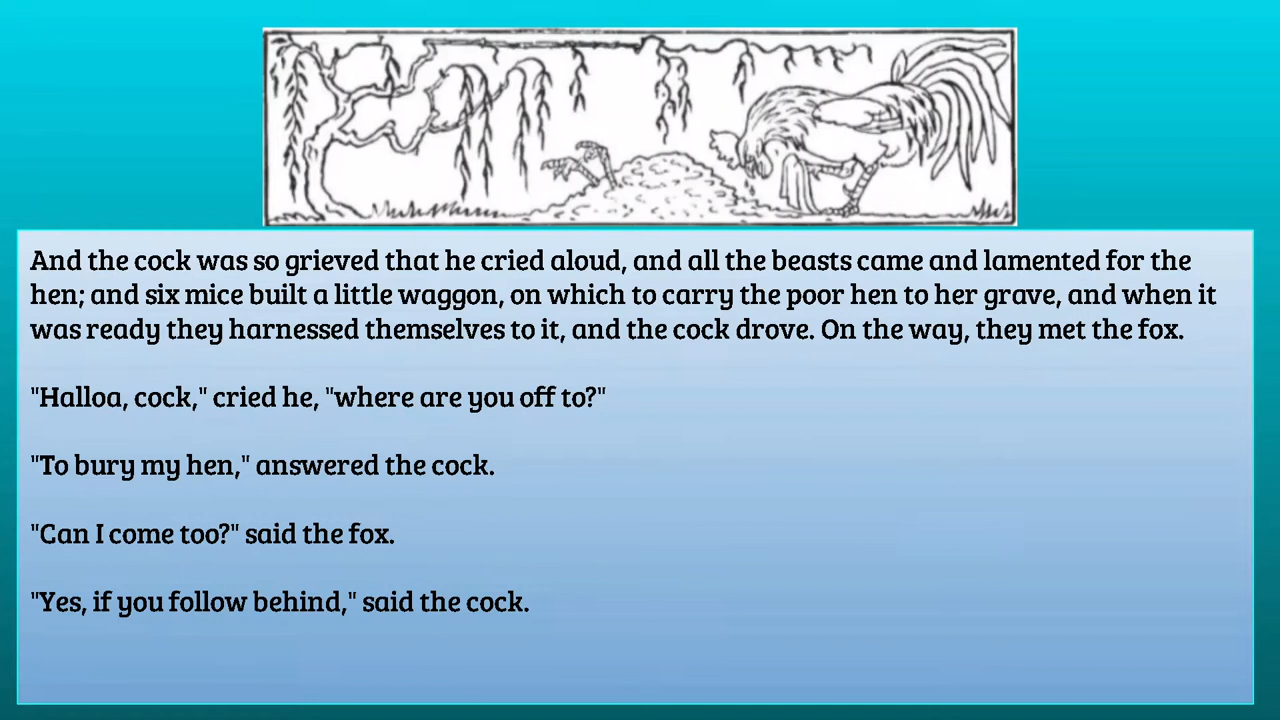 And the cock was so grieved that he cried aloud, and all the beasts came and lamented for the
hen; and six mice built a little waggon, on which to carry the poor hen to her grave, and when it
was ready they harnessed themselves to it, and the cock drove. On the way, they met the fox.
"Halloa, cock," cried he, "where are you off to?"
"To bury my hen," answered the cock.
"Can I come too?" said the fox.
"Yes, if you follow behind," said the cock.